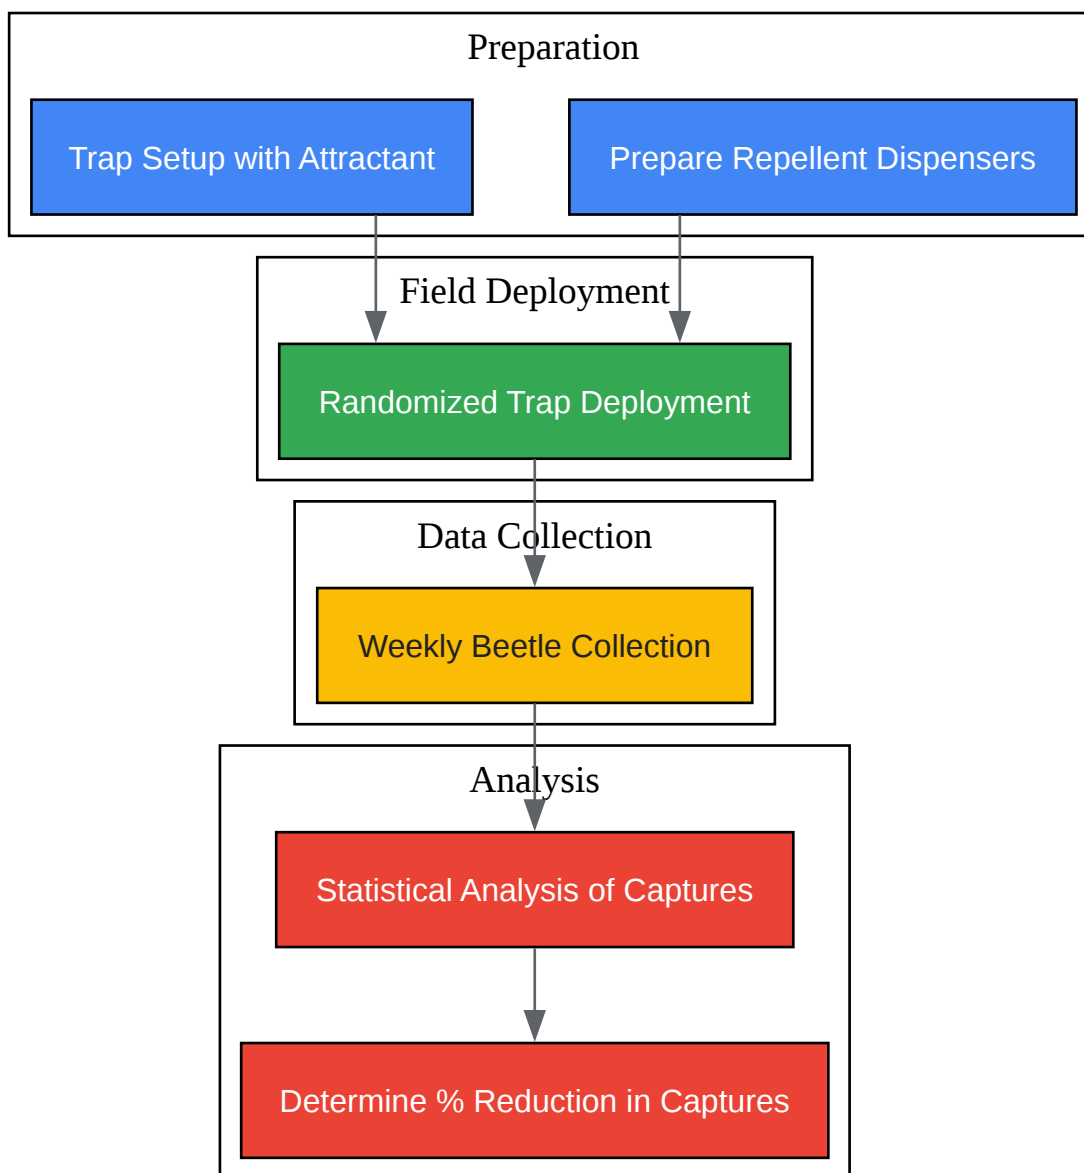 Preparation
Trap Setup with Attractant
Prepare Repellent Dispensers
Field Deployment
Randomized Trap Deployment
Data Collection
Weekly Beetle Collection
Analysis
Statistical Analysis of Captures
Determine % Reduction in Captures